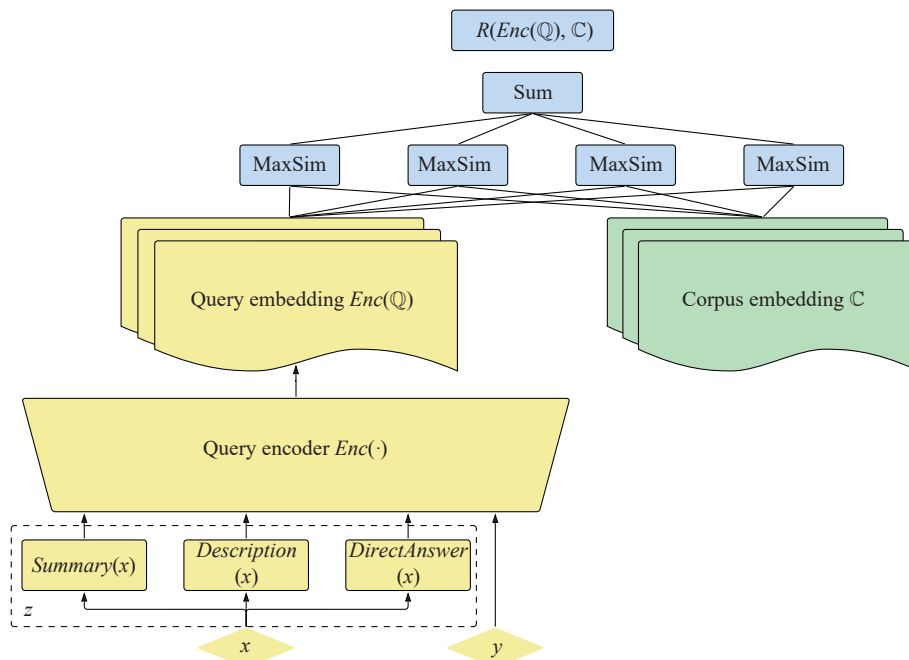 R(Enc(ℚ), ℂ)
Sum
MaxSim MaxSim MaxSim MaxSim
Query embedding Enc(ℚ)
Corpus embedding ℂ
Query encoder Enc(·)
Summary(x)
Description
(x)
DirectAnswer
(x)
z
x
y